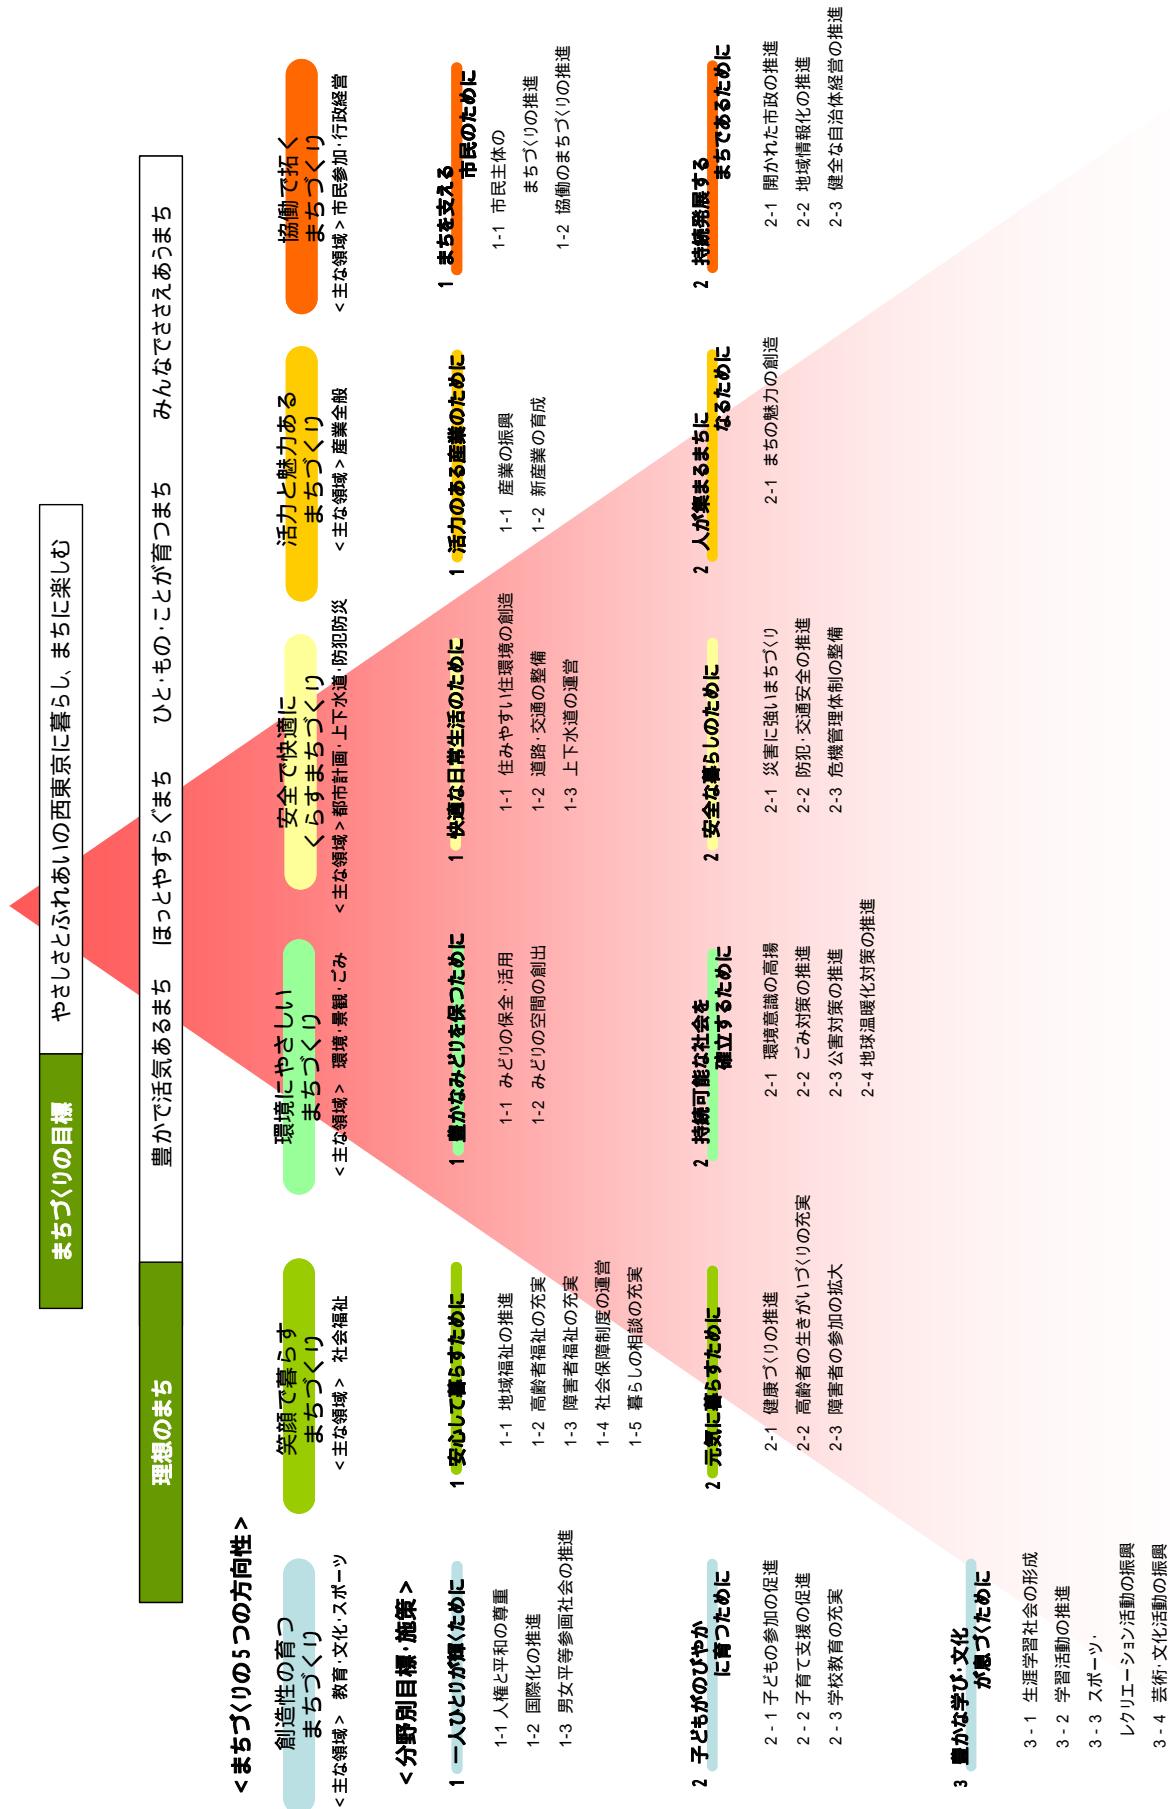 まちづくりの目標
やさしさとふれあいの西東京に暮らし、まちに楽しむ
理想のまち
豊かで活気あるまち　ほっとやすらぐまち　ひと・もの・ことが育つまち　みんなでささえあうまち
＜まちづくりの5つの方向性＞
創造性の育つ
まちづくり
＜主な領域＞ 教育・文化・スポーツ
笑顔で暮らす
まちづくり
＜主な領域＞ 社会福祉
環境にやさしい
まちづくり
＜主な領域＞ 環境・景観・ごみ
安全で快適に
くらすまちづくり
＜主な領域＞都市計画・上下水道・防犯防災
活力と魅力ある
まちづくり
＜主な領域＞産業全般
協働で拓く
まちづくり
＜主な領域＞市民参加・行政経営
＜分野別目標・施策＞
1 一人ひとりが輝くために
1-1 人権と平和の尊重
1-2 国際化の推進
1-3 男女平等参画社会の推進
2 子どもがのびやか
に育つために
2-1 子どもの参加の促進
2-2 子育て支援の促進
2-3 学校教育の充実
3 豊かな学び・文化
が息づくために
3-1 生涯学習社会の形成
3-2 学習活動の推進
3-3 スポーツ・
レクリエーション活動の振興
3-4 芸術・文化活動の振興
1 安心して暮らすために
1-1 地域福祉の推進
1-2 高齢者福祉の充実
1-3 障害者福祉の充実
1-4 社会保障制度の運営
1-5 暮らしの相談の充実
2 元気に暮らすために
2-1 健康づくりの推進
2-2 高齢者の生きがいづくりの充実
2-3 障害者の参加の拡大
1 豊かなみどりを保つために
1-1 みどりの保全・活用
1-2 みどりの空間の創出
2 持続可能な社会を
確立するために
2-1 環境意識の高揚
2-2 ごみ対策の推進
2-3 公害対策の推進
2-4 地球温暖化対策の推進
1 快適な日常生活のために
1-1 住みやすい住環境の創造
1-2 道路・交通の整備
1-3 上下水道の運営
2 安全な暮らしのために
2-1 災害に強いまちづくり
2-2 防犯・交通安全の推進
2-3 危機管理体制の整備
1 活力のある産業のために
1-1 産業の振興
1-2 新産業の育成
2 人が集まるまちに
なるために
2-1 まちの魅力の創造
1 まちを支える
市民のために
1-1 市民主体の
まちづくりの推進
1-2 協働のまちづくりの推進
2 持続発展する
まちであるために
2-1 開かれた市政の推進
2-2 地域情報化の推進
2-3 健全な自治体経営の推進